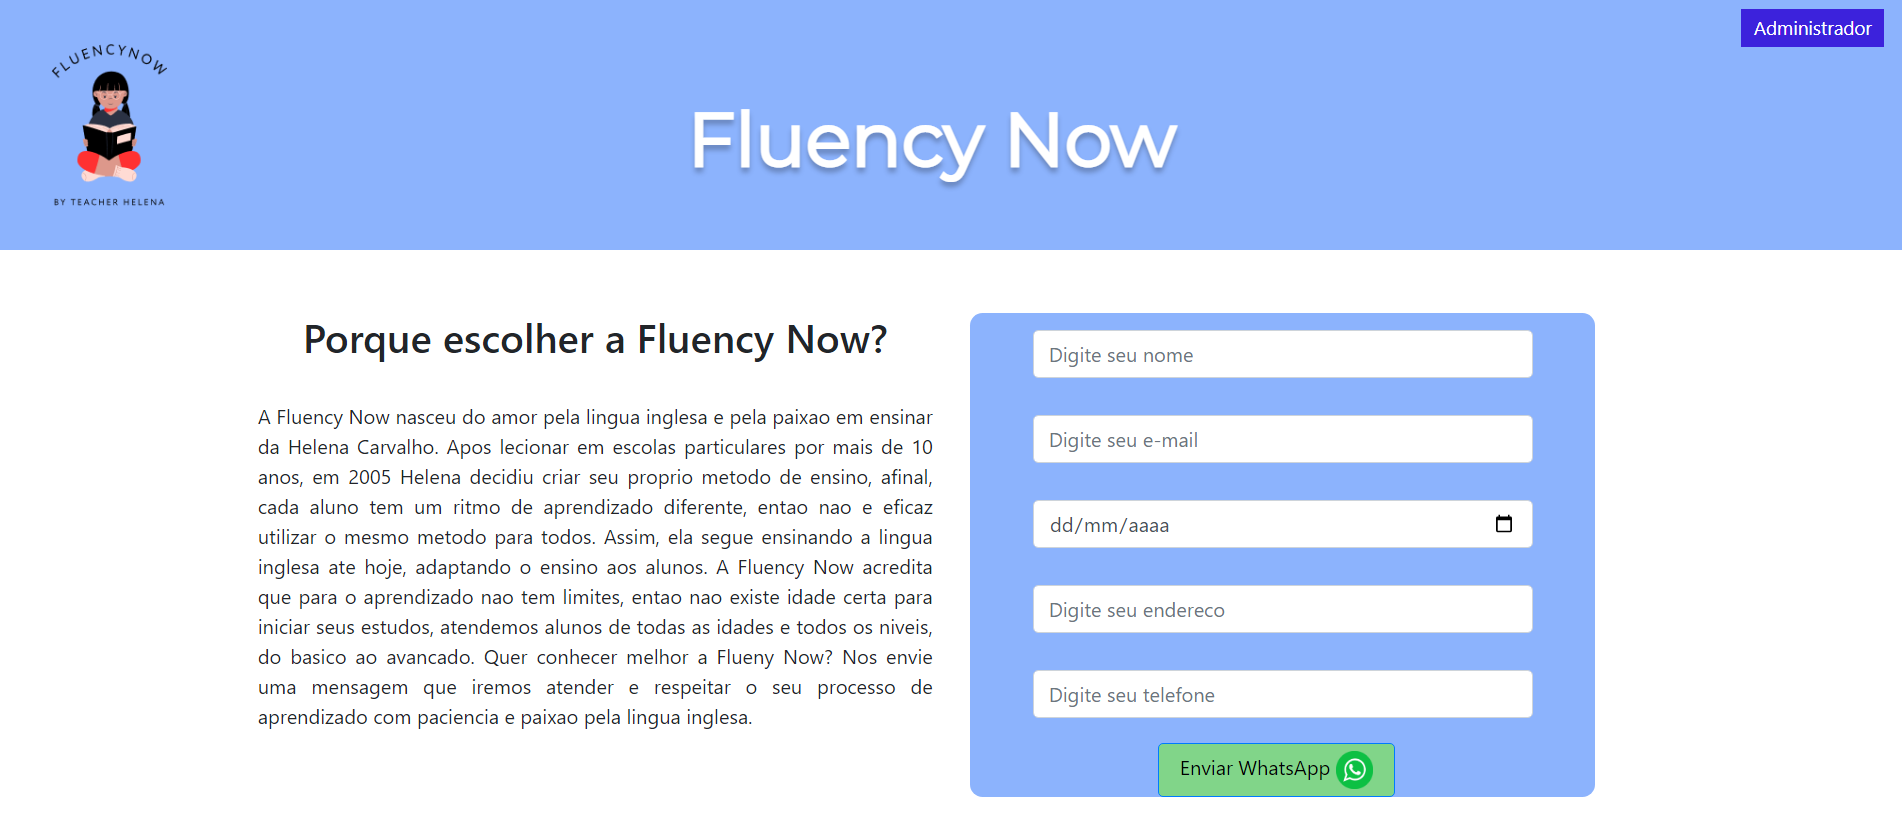 Administrador
FLUENCYNOW
BY TEACHER HELENA
Fluency Now
Porque escolher a Fluency Now?
A Fluency Now nasceu do amor pela lingua inglesa e pela paixao em ensinar
da Helena Carvalho. Apos lecionar em escolas particulares por mais de 10
anos, em 2005 Helena decidiu criar seu proprio metodo de ensino, afinal,
cada aluno tem um ritmo de aprendizado diferente, entao nao e eficaz
utilizar o mesmo metodo para todos. Assim, ela segue ensinando a lingua
inglesa ate hoje, adaptando o ensino aos alunos. A Fluency Now acredita
que para o aprendizado nao tem limites, entao nao existe idade certa para
iniciar seus estudos, atendemos alunos de todas as idades e todos os niveis,
do basico ao avancado. Quer conhecer melhor a Flueny Now? Nos envie
uma mensagem que iremos atender e respeitar o seu processo de
aprendizado com paciencia e paixao pela lingua inglesa.
Digite seu nome
Digite seu e-mail
dd/mm/aaaa
Digite seu endereco
Digite seu telefone
Enviar WhatsApp